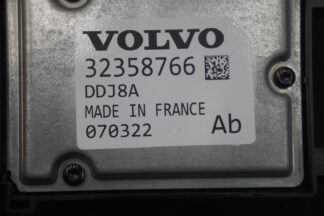 VOLVO
32358766
DDJ8A
MADE IN FRANCE
070322 Ab